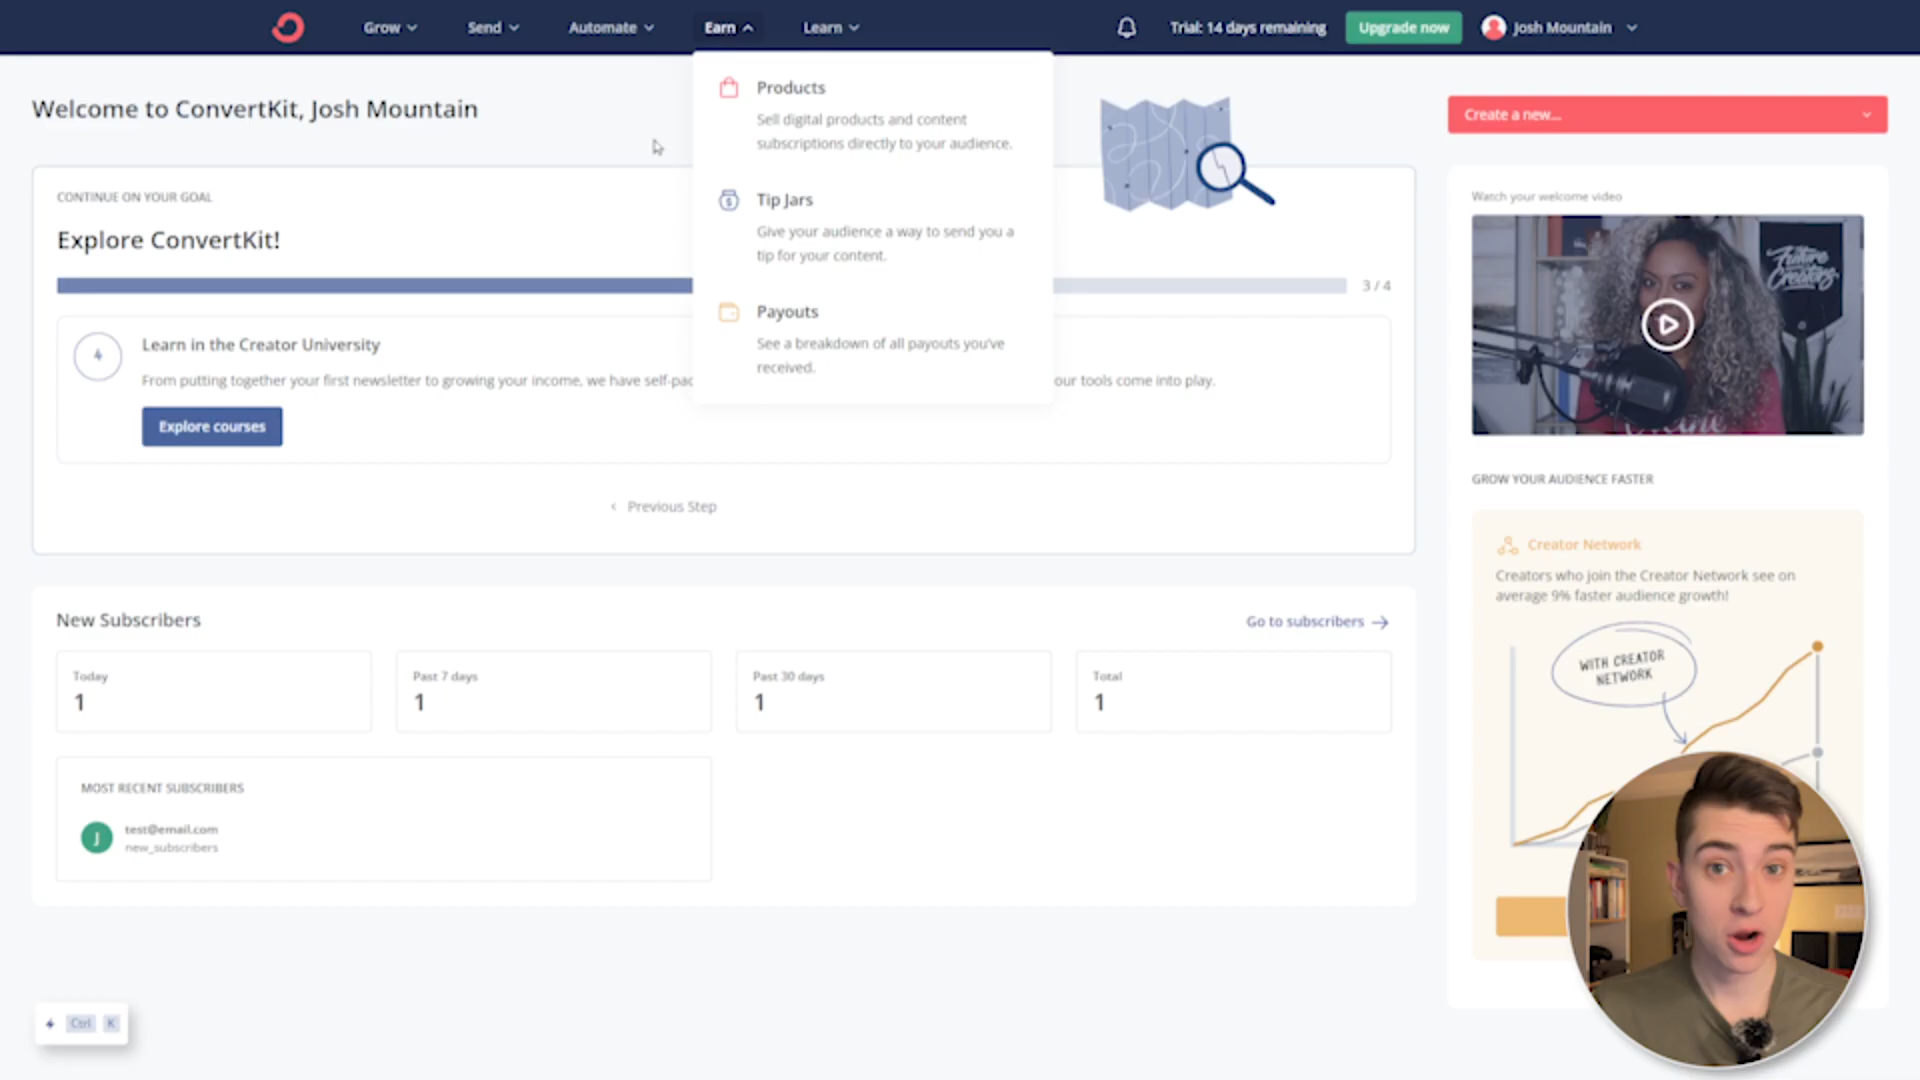 Grow
Send
Automate
Earn
Learn
Trial: 14 days remaining
Upgrade now
Josh Mountain
Welcome to ConvertKit, Josh Mountain
Products
Sell digital products and content
subscriptions directly to your audience.
Tip Jars
Give your audience a way to send you a
tip for your content.
Payouts
See a breakdown of all payouts you've
received.
Create a new...
CONTINUE ON YOUR GOAL
Explore ConvertKit!
3 / 4
4
Learn in the Creator University
From putting together your first newsletter to growing your income, we have self-pac
our tools come into play.
Explore courses
Previous Step
Watch your welcome video
Future
Creators
GROW YOUR AUDIENCE FASTER
Creator Network
Creators who join the Creator Network see on
average 9% faster audience growth!
WITH CREATOR
NETWORK
New Subscribers
Go to subscribers
Today
1
Past 7 days
1
Past 30 days
1
Total
1
MOST RECENT SUBSCRIBERS
J
test@email.com
new_subscribers
Ctrl
K